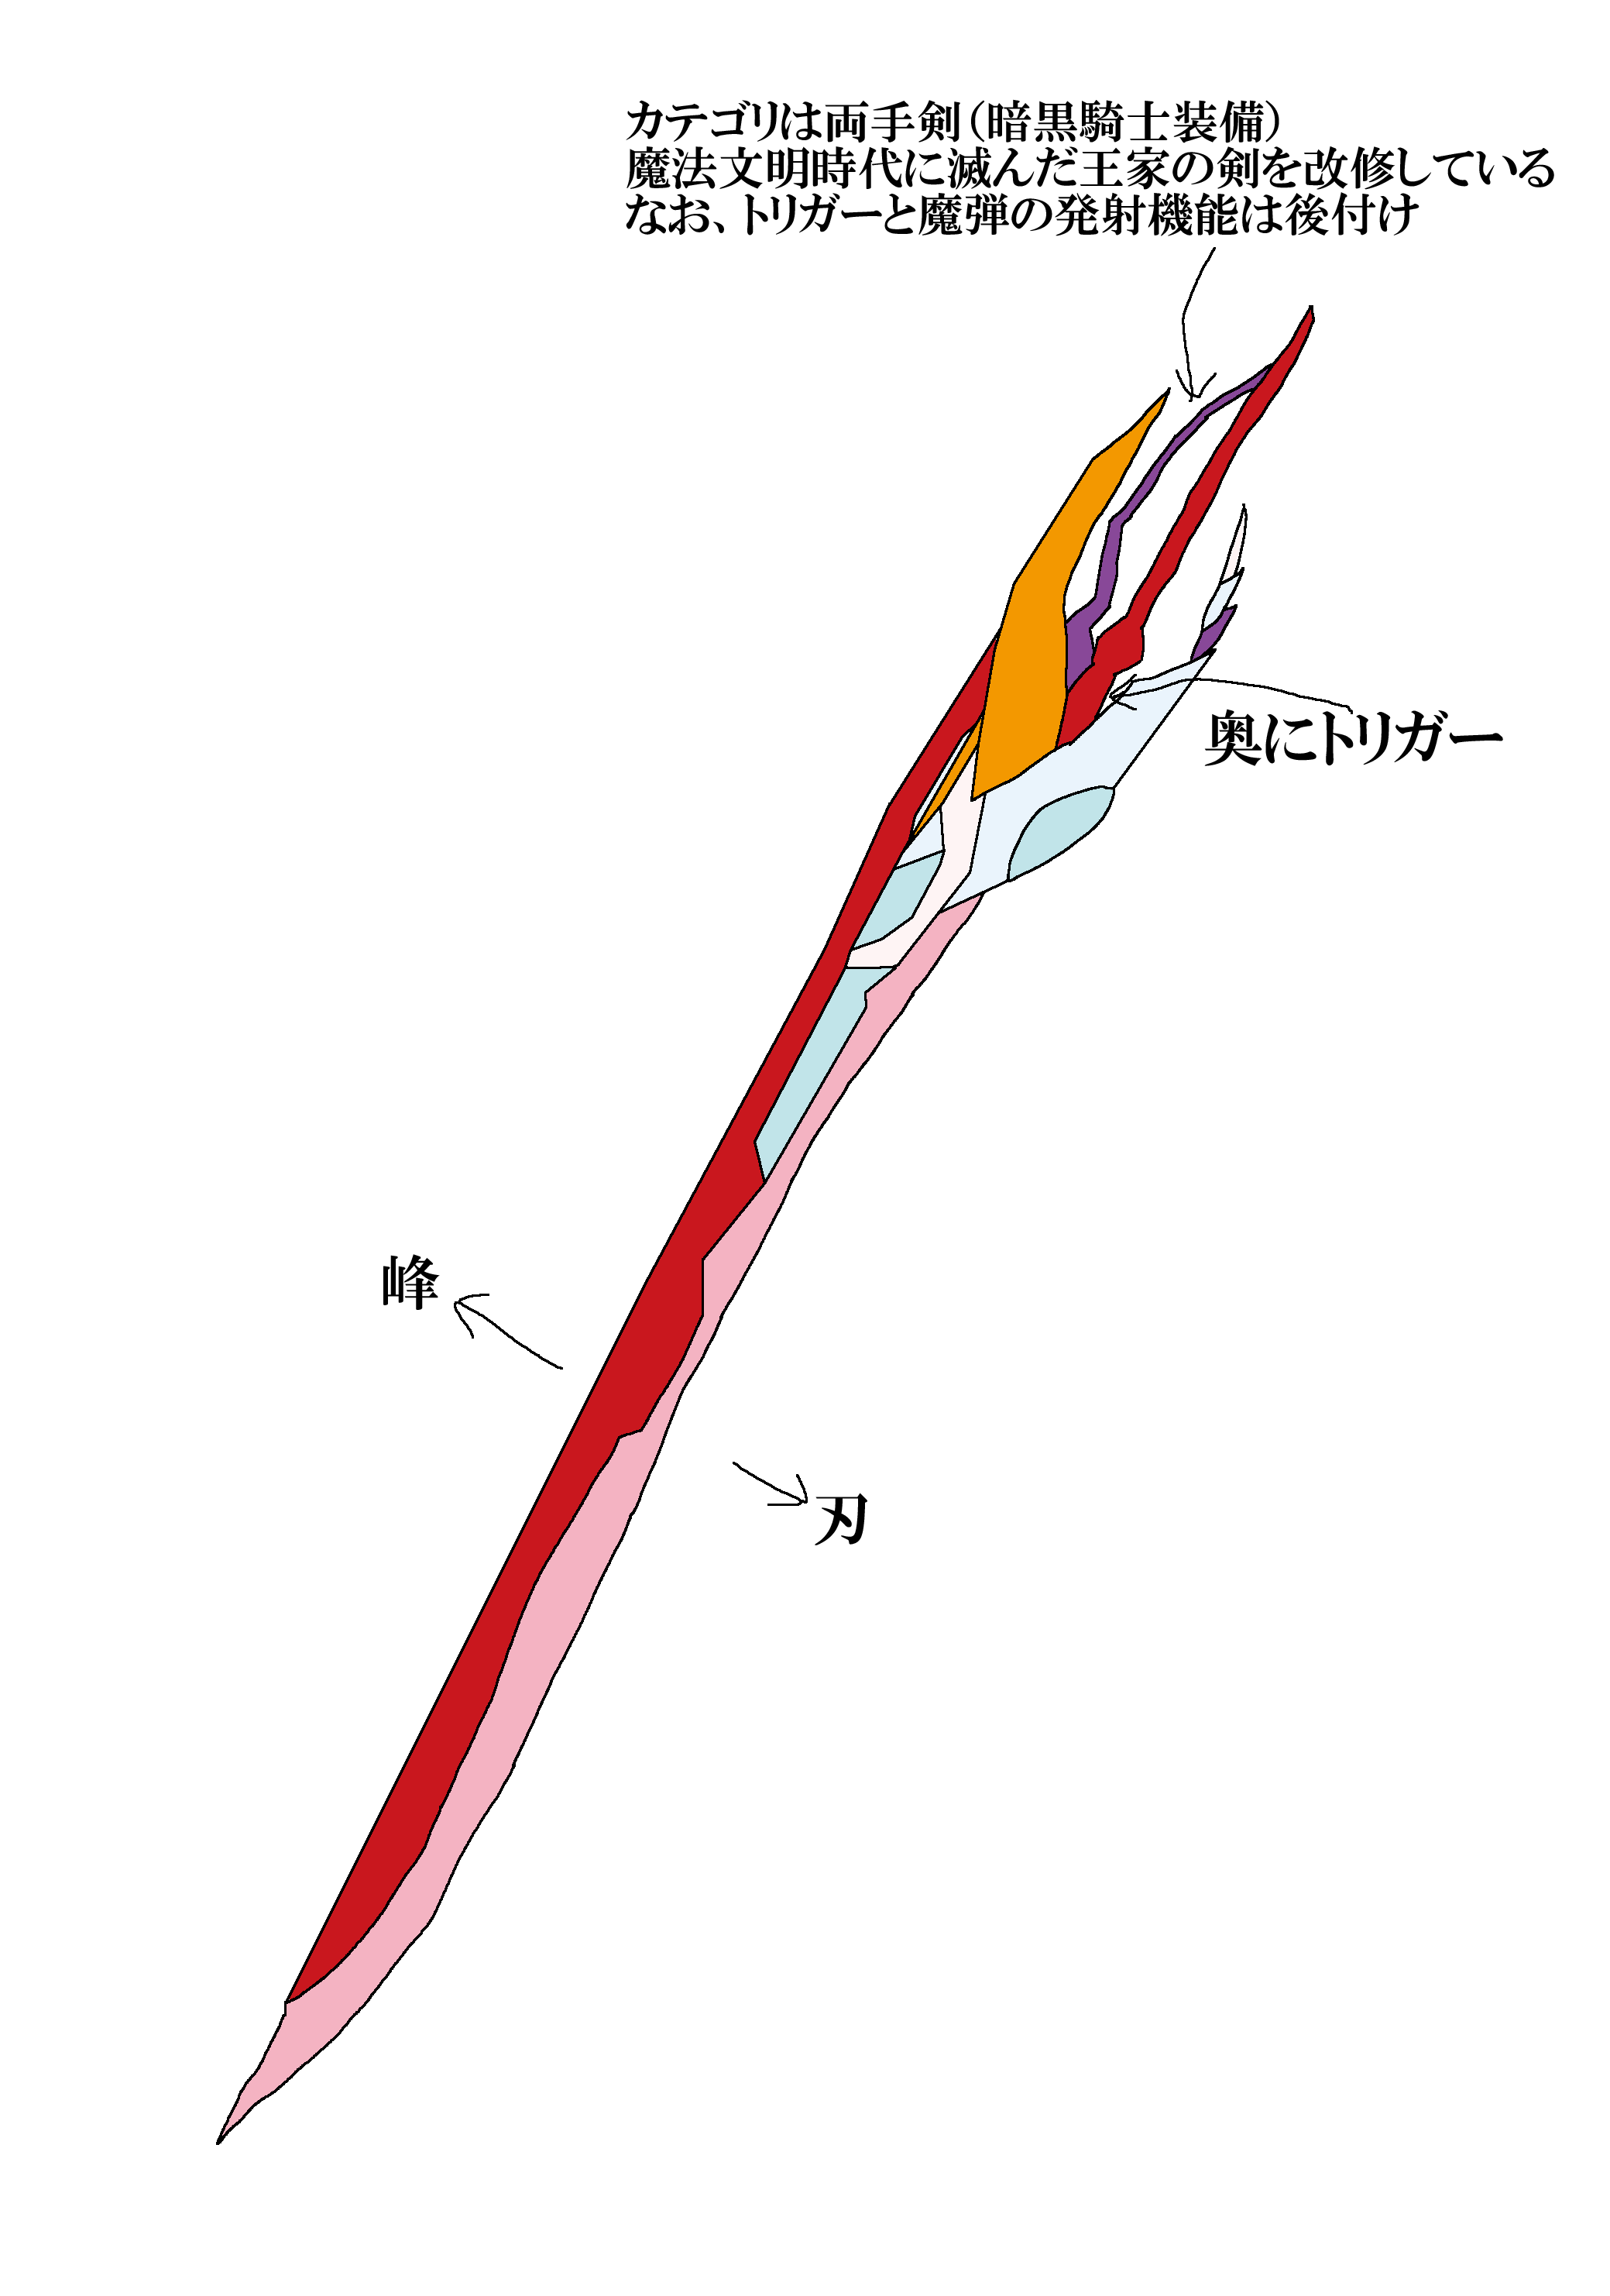 カテゴリは両手剣(暗黒騎士装備)
魔法文明時代に滅んだ王家の剣を改修している
なお、トリガーと魔弾の発射機能は後付け
奥にトリガー
峰
刃